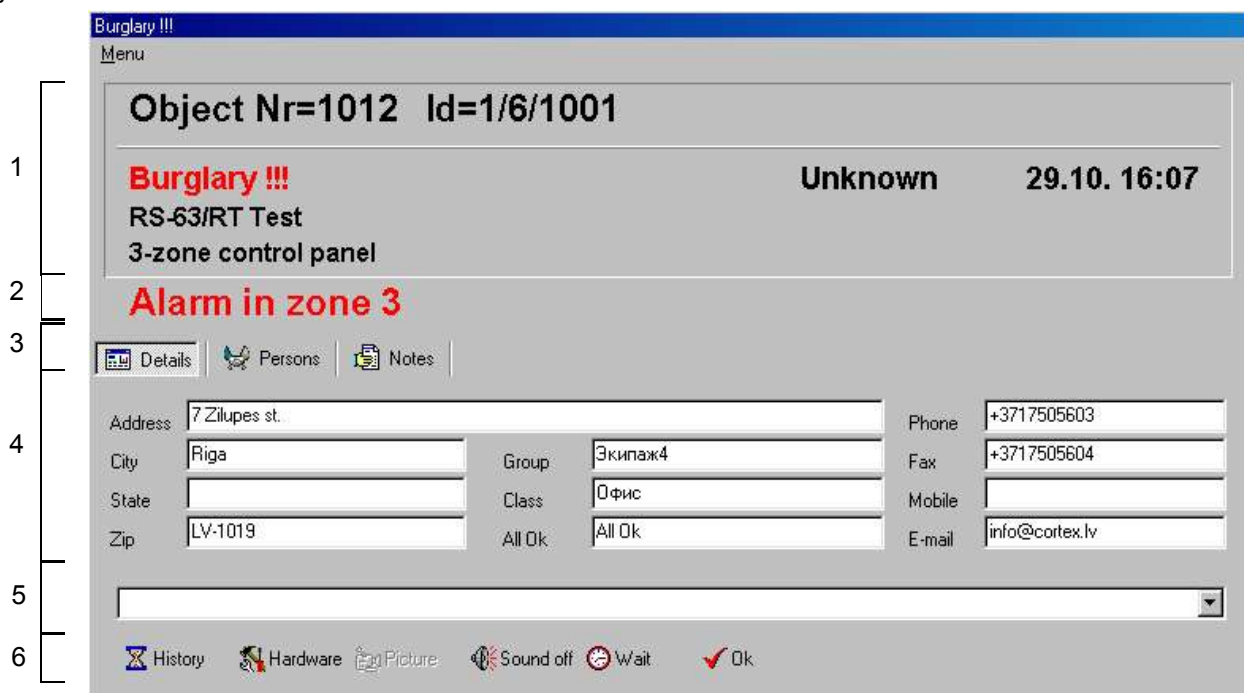 Burglary !!!
Menu
1
Object Nr=1012 Id=1/6/1001
Burglary !!! Unknown 29.10. 16:07
RS-63/RT Test
3-zone control panel
2
Alarm in zone 3
3
Details Persons Notes
4
Address 7 Zilupes st. Phone +3717505603
City Riga Group Экипаж4 Fax +3717505604
State Class Офис Mobile
Zip LV-1019 All Ok All Ok E-mail info@cortex.lv
5
6
History Hardware Picture Sound off Wait Ok